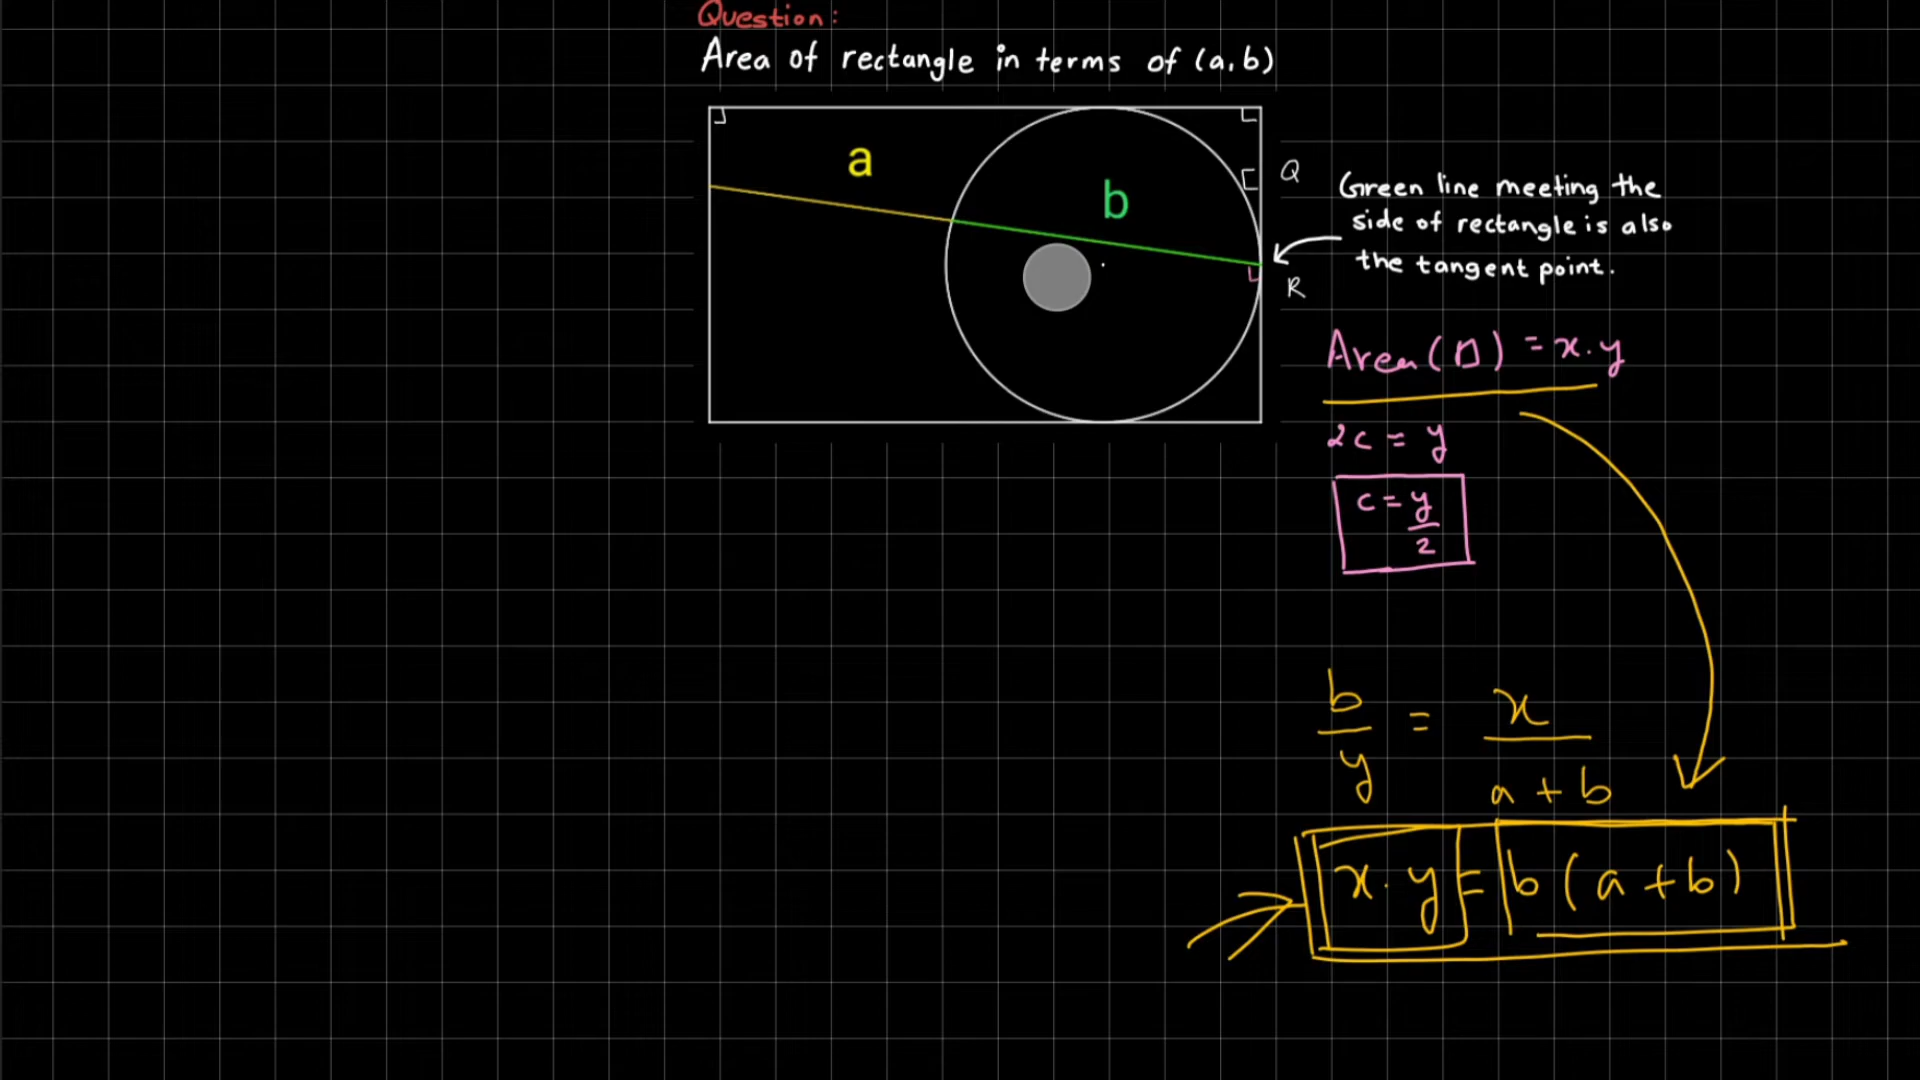 Question:
Area of rectangle in terms of (a,b)
a
b
Q
Green line meeting the
side of rectangle is also
the tangent point.
R
Area(▯) = x.y
2c = y
c = y/2
b/y = x/a+b
x.y = b(a+b)